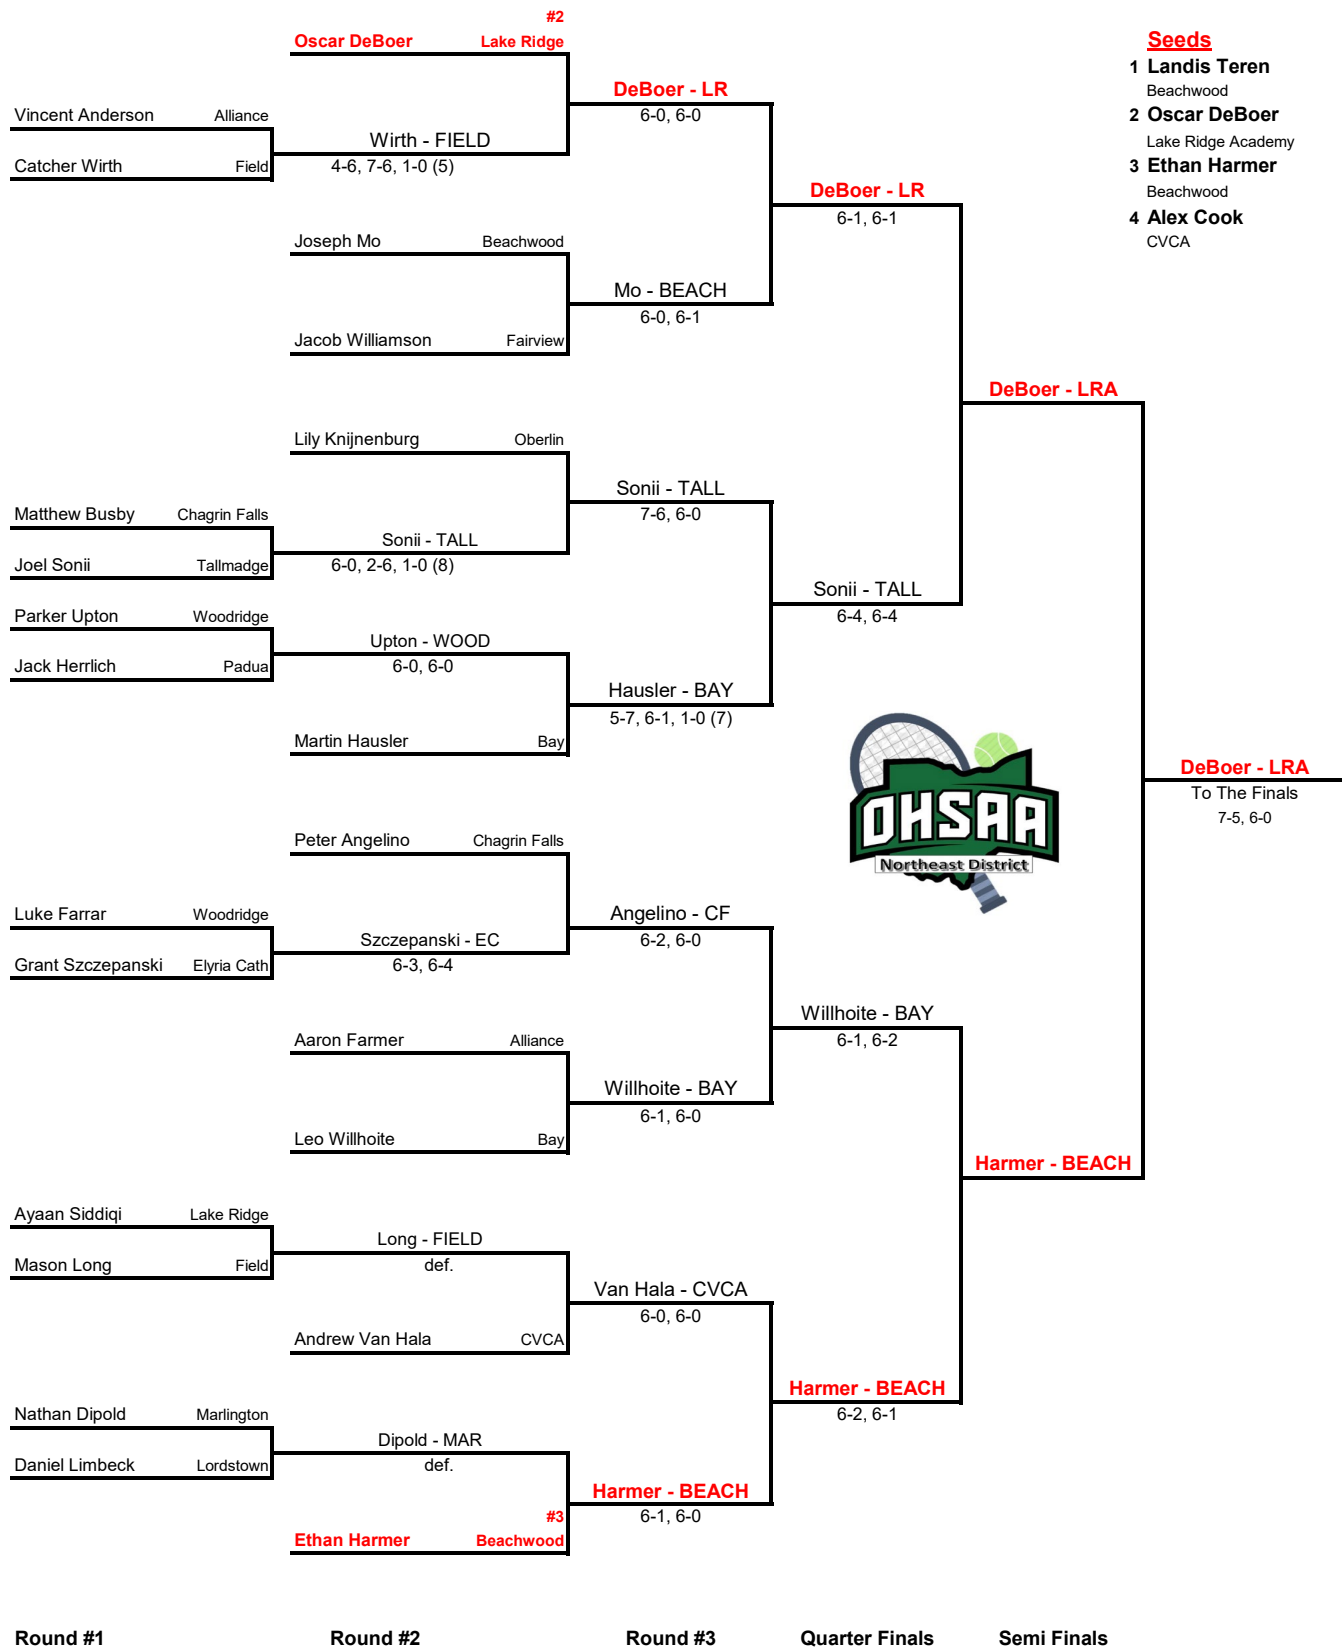 #2
Oscar DeBoer Lake Ridge
Seeds
1 Landis Teren
Beachwood
2 Oscar DeBoer
Lake Ridge Academy
3 Ethan Harmer
Beachwood
4 Alex Cook
CVCA
DeBoer - LR
6-0, 6-0
Vincent Anderson Alliance
Wirth - FIELD
4-6, 7-6, 1-0 (5)
Catcher Wirth Field
DeBoer - LR
6-1, 6-1
Joseph Mo Beachwood
Mo - BEACH
6-0, 6-1
Jacob Williamson Fairview
DeBoer - LRA
Lily Knijnenburg Oberlin
Sonii - TALL
7-6, 6-0
Matthew Busby Chagrin Falls
Sonii - TALL
6-0, 2-6, 1-0 (8)
Joel Sonii Tallmadge
Sonii - TALL
6-4, 6-4
Parker Upton Woodridge
Upton - WOOD
6-0, 6-0
Jack Herrlich Padua
Hausler - BAY
5-7, 6-1, 1-0 (7)
Martin Hausler Bay
OHSAA
Northeast District
DeBoer - LRA
To The Finals
7-5, 6-0
Peter Angelino Chagrin Falls
Angelino - CF
6-2, 6-0
Luke Farrar Woodridge
Szczepanski - EC
6-3, 6-4
Grant Szczepanski Elyria Cath
Willhoite - BAY
6-1, 6-2
Aaron Farmer Alliance
Willhoite - BAY
6-1, 6-0
Leo Willhoite Bay
Harmer - BEACH
Ayaan Siddiqi Lake Ridge
Long - FIELD
def.
Mason Long Field
Van Hala - CVCA
6-0, 6-0
Andrew Van Hala CVCA
Harmer - BEACH
6-2, 6-1
Nathan Dipold Marlington
Dipold - MAR
def.
Daniel Limbeck Lordstown
Harmer - BEACH
6-1, 6-0
#3
Ethan Harmer Beachwood
Round #1 Round #2 Round #3 Quarter Finals Semi Finals